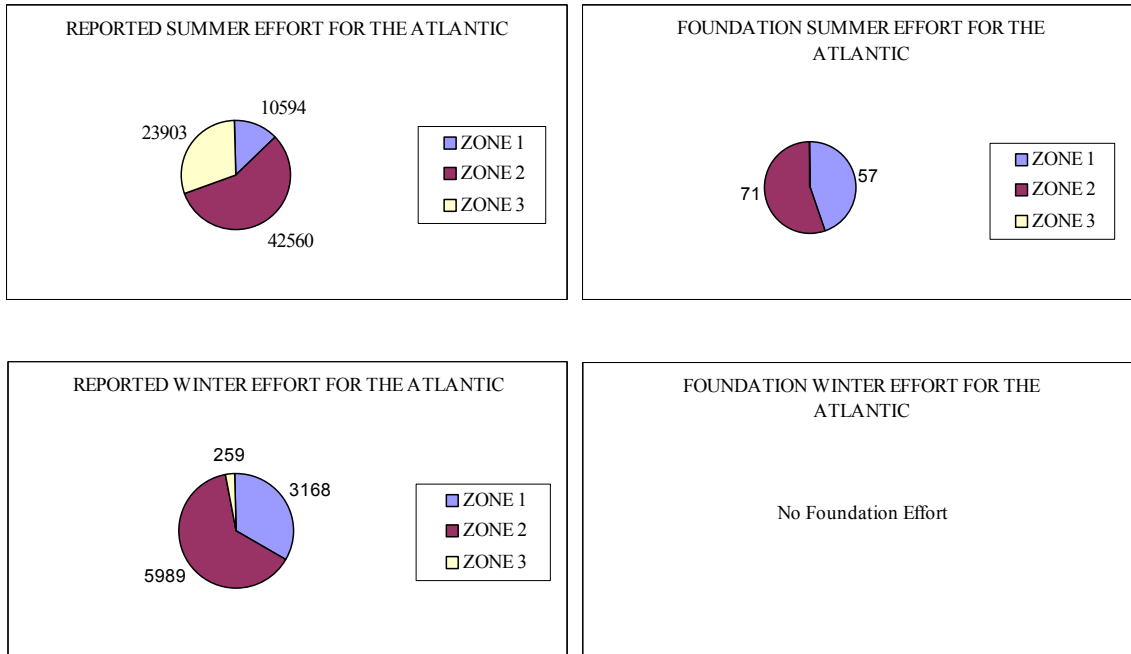 REPORTED SUMMER EFFORT FOR THE ATLANTIC
10594
23903
42560
ZONE 1
ZONE 2
ZONE 3
FOUNDATION SUMMER EFFORT FOR THE
ATLANTIC
57
71
ZONE 1
ZONE 2
ZONE 3
REPORTED WINTER EFFORT FOR THE ATLANTIC
259
3168
5989
ZONE 1
ZONE 2
ZONE 3
FOUNDATION WINTER EFFORT FOR THE
ATLANTIC
No Foundation Effort